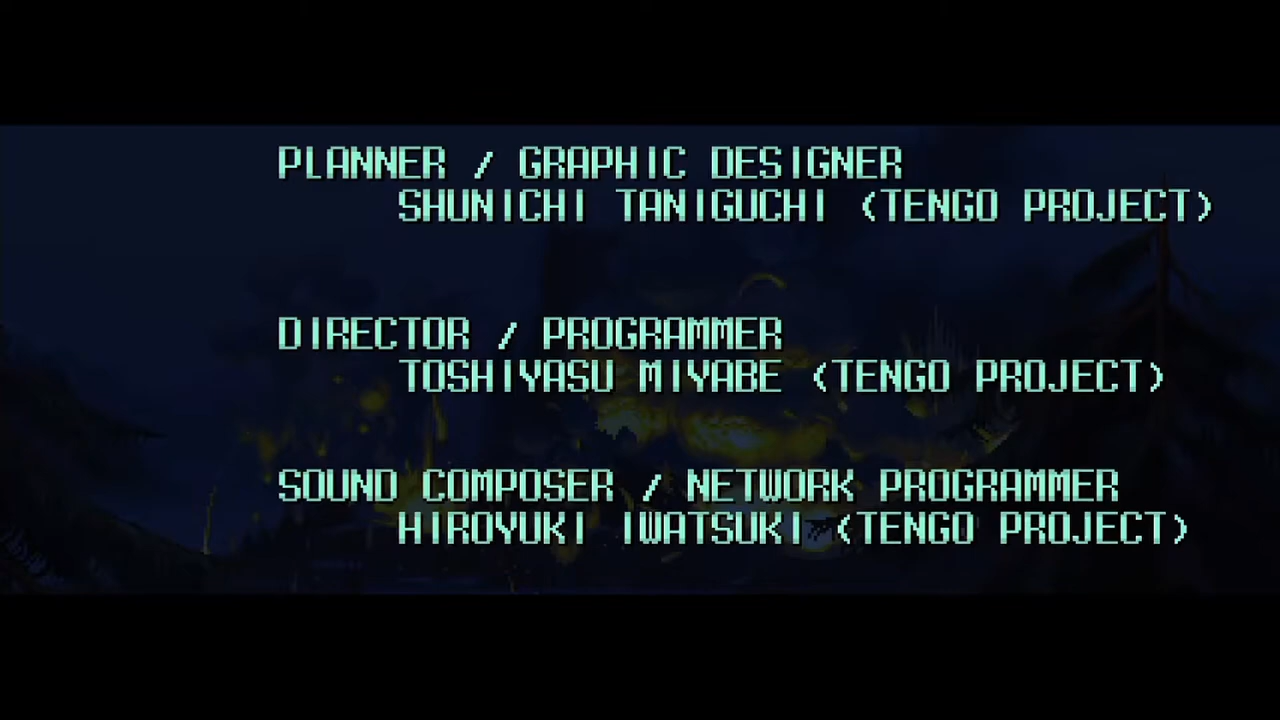 PLANNER / GRAPHIC DESIGNER
SHUNICHI TANIGUCHI (TENGO PROJECT)
DIRECTOR / PROGRAMMER
TOSHIYASU MIYABE (TENGO PROJECT)
SOUND COMPOSER / NETWORK PROGRAMMER
HIROYUKI IWATSUKI (TENGO PROJECT)